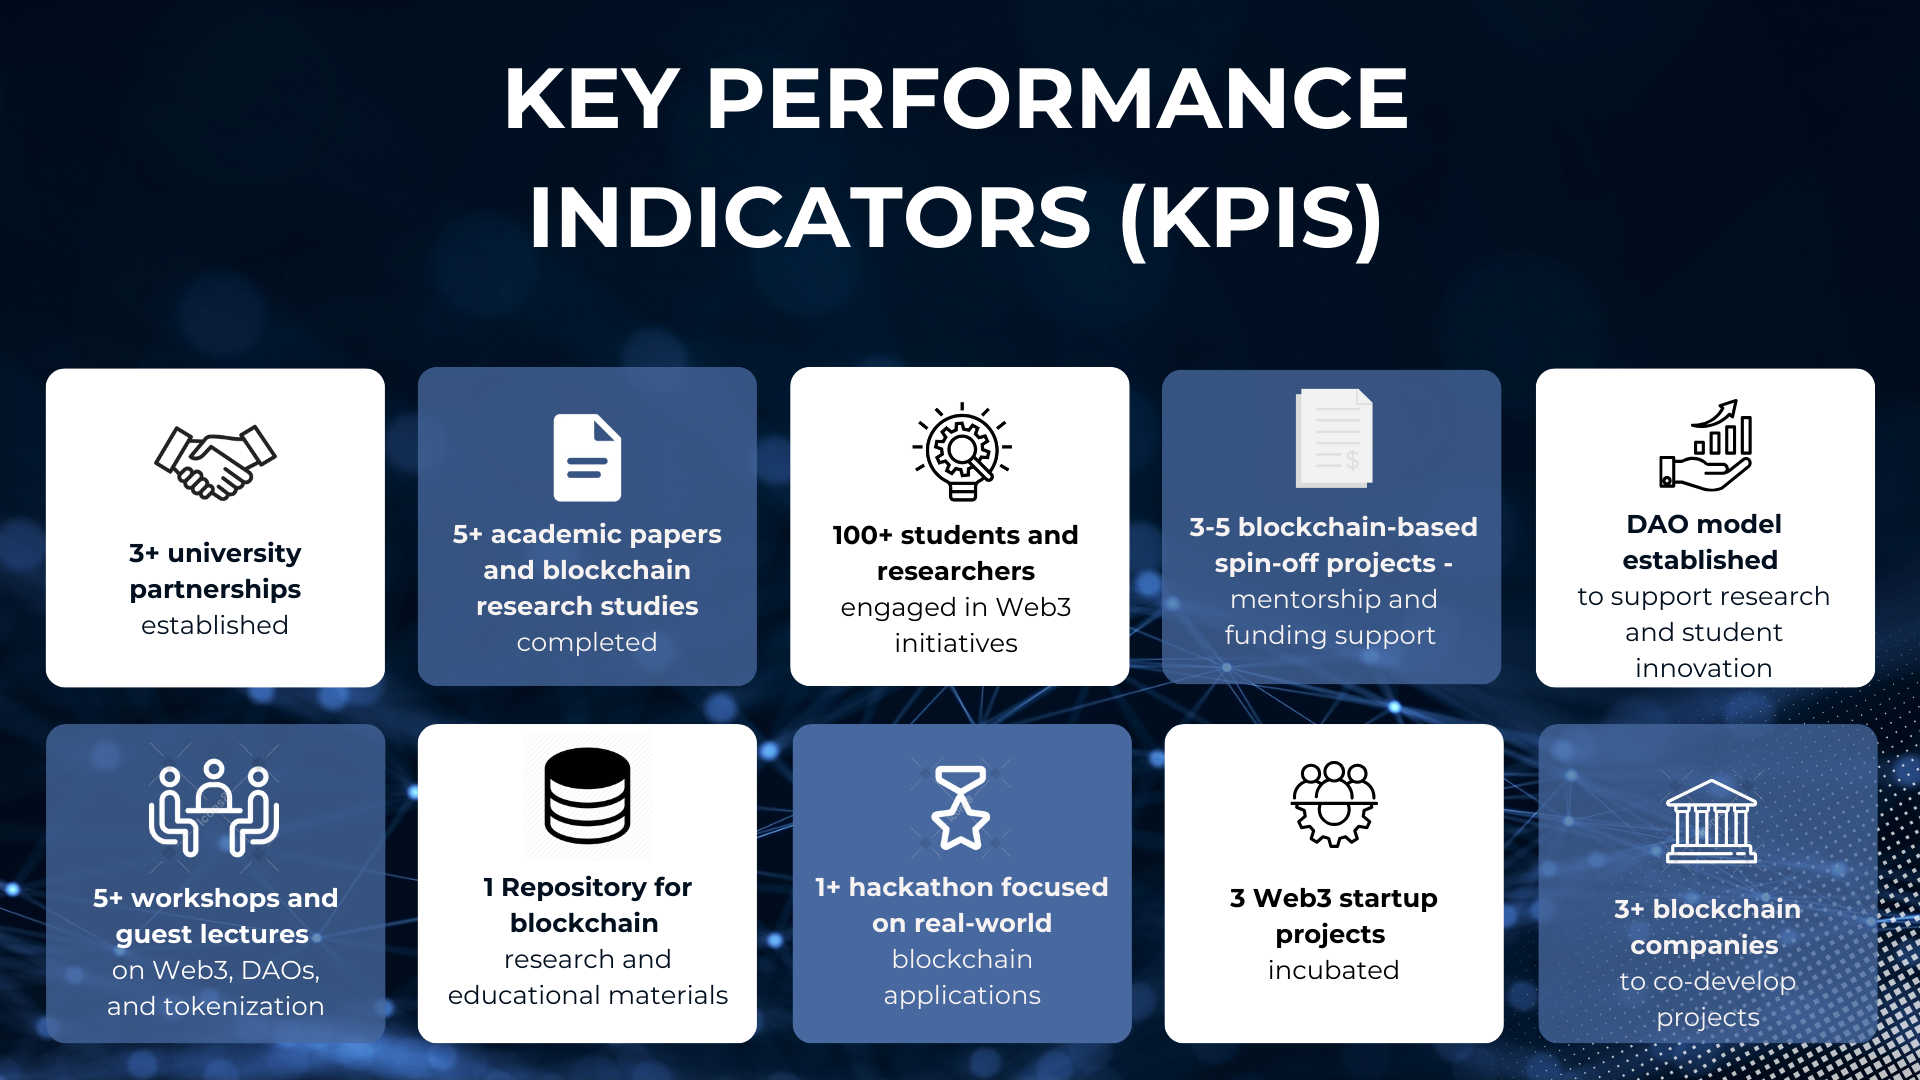 KEY PERFORMANCE
INDICATORS (KPIS)
3+ university
partnerships
established
5+ academic papers
and blockchain
research studies
completed
100+ students and
researchers
engaged in Web3
initiatives
$
3-5 blockchain-based
spin-off projects -
mentorship and
funding support
DAO model
established
to support research
and student
innovation
5+ workshops and
guest lectures
on Web3, DAOs,
and tokenization
1 Repository for
blockchain
research and
educational materials
1+ hackathon focused
on real-world
blockchain
applications
3 Web3 startup
projects
incubated
3+ blockchain
companies
to co-develop
projects